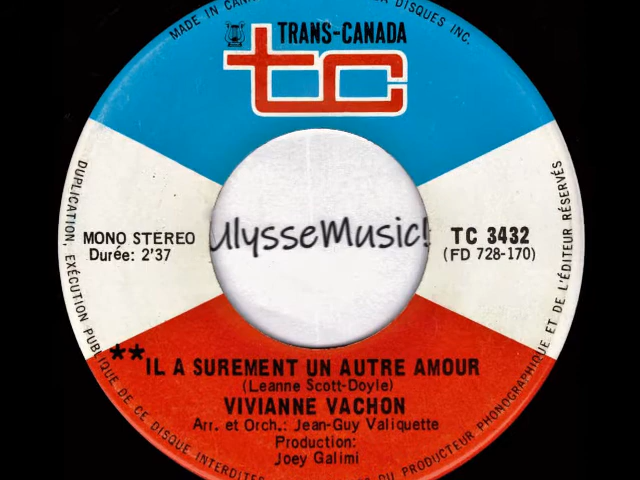 MADE IN CANA
R DISQUES INC.
TRANS-CANADA
tc
MONO STEREO
Durée: 2'37
ulysseMusic!
TC 3432
(FD 728-170)
**IL A SUREMENT UN AUTRE AMOUR
(Leanne Scott-Doyle)
VIVIANNE VACHON
Arr. et Orch.: Jean-Guy Valiquette
Production:
Joey Galimi
DUPLICATION, EXÉCUTION PUBLIQUE DE CE DISQUE INTERDITE
DU PRODUCTEUR PHONOGRAPHIQUE ET DE L'ÉDITEUR RÉSERVÉS